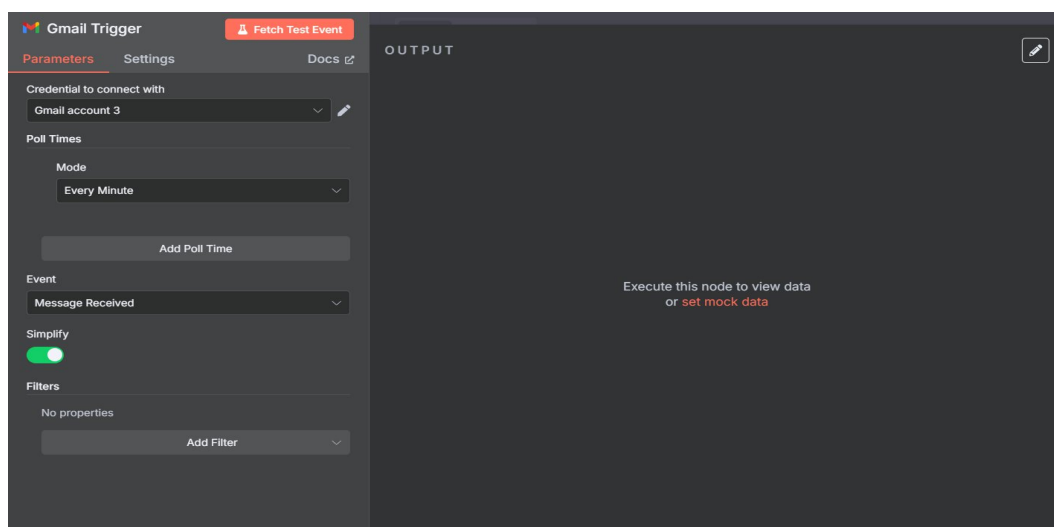 Gmail Trigger
Fetch Test Event
Parameters Settings Docs
Credential to connect with
Gmail account 3
Poll Times
Mode
Every Minute
Add Poll Time
Event
Message Received
Simplify
Filters
No properties
Add Filter
OUTPUT
Execute this node to view data
or set mock data